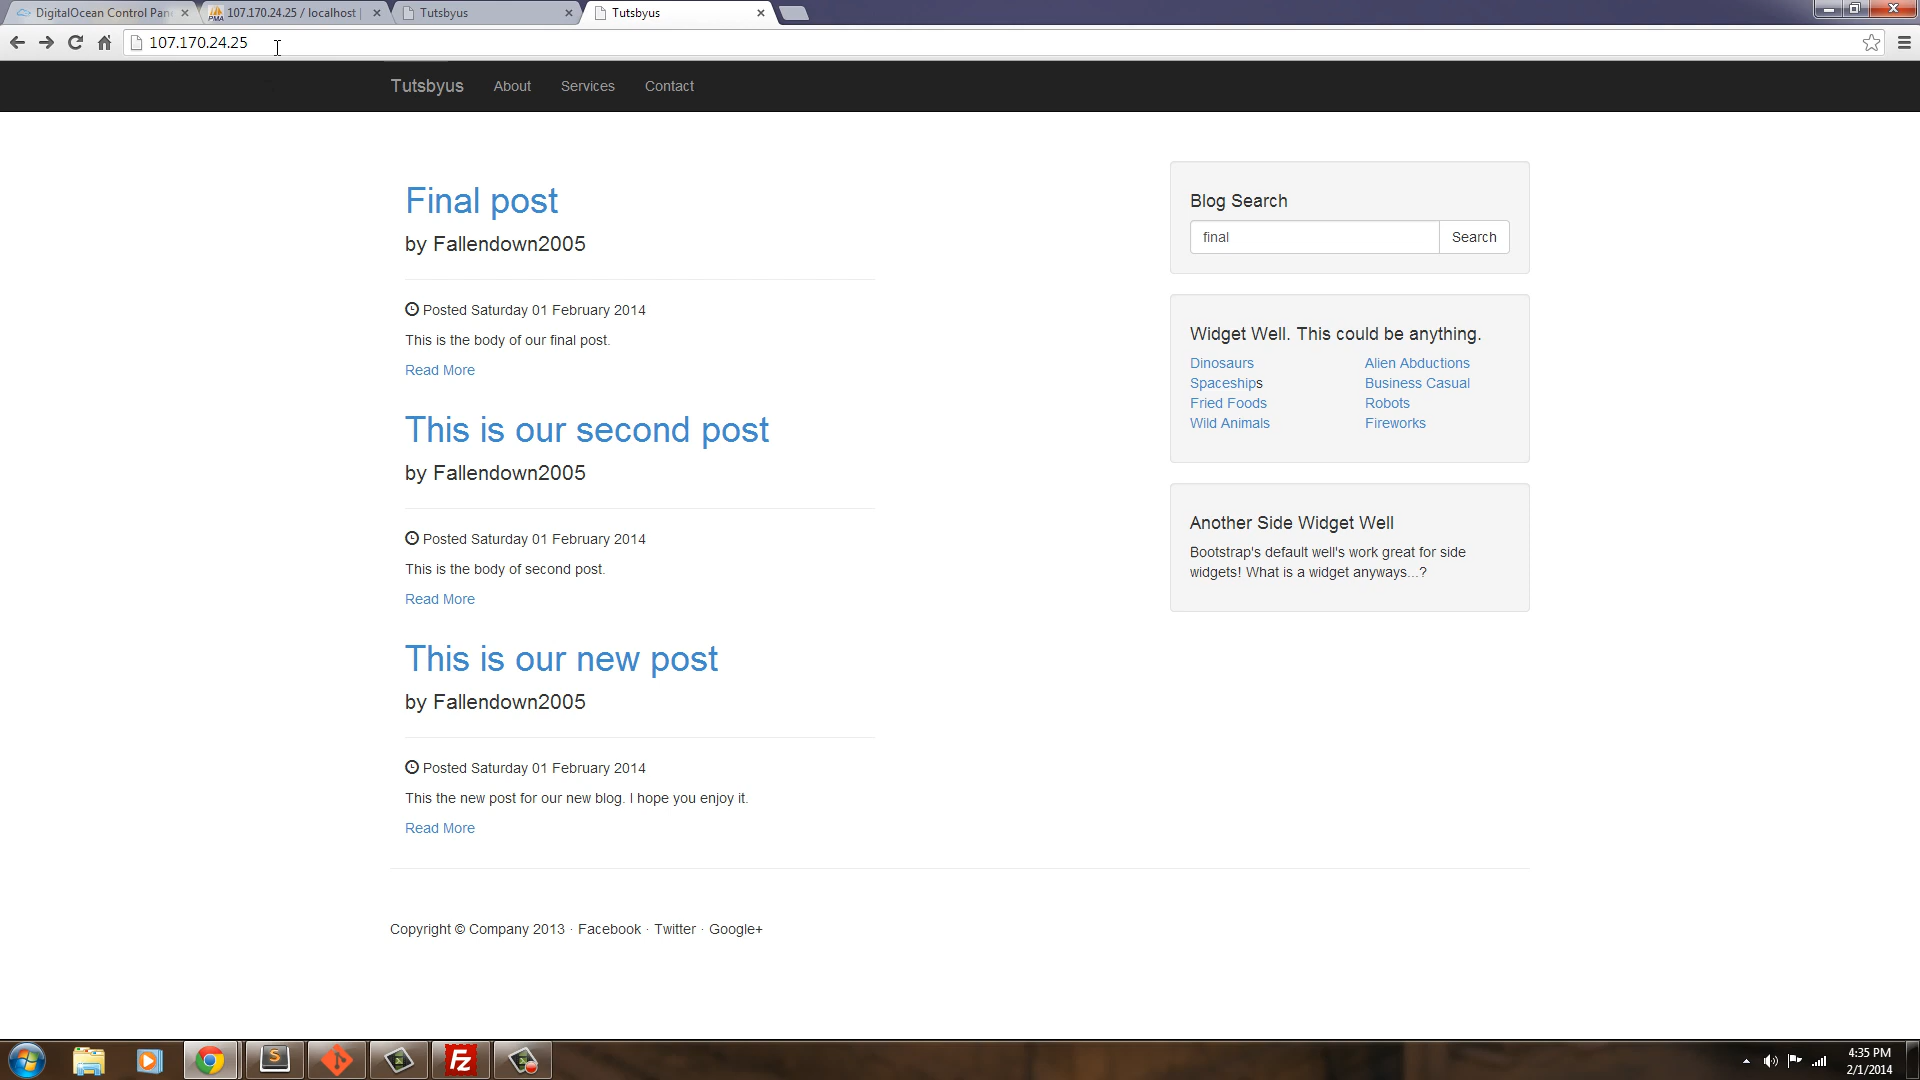 DigitalOcean Control Pan
107.170.24.25 / localhost |
Tutsbyus
Tutsbyus
107.170.24.25
Tutsbyus
About
Services
Contact
Final post
by Fallendown2005
Posted Saturday 01 February 2014
This is the body of our final post.
Read More
This is our second post
by Fallendown2005
Posted Saturday 01 February 2014
This is the body of second post.
Read More
This is our new post
by Fallendown2005
Posted Saturday 01 February 2014
This the new post for our new blog. I hope you enjoy it.
Read More
Blog Search
final
Search
Widget Well. This could be anything.
Dinosaurs
Alien Abductions
Spaceships
Business Casual
Fried Foods
Robots
Wild Animals
Fireworks
Another Side Widget Well
Bootstrap's default well's work great for side
widgets! What is a widget anyways...?
Copyright © Company 2013 · Facebook · Twitter · Google+
4:35 PM
2/1/2014